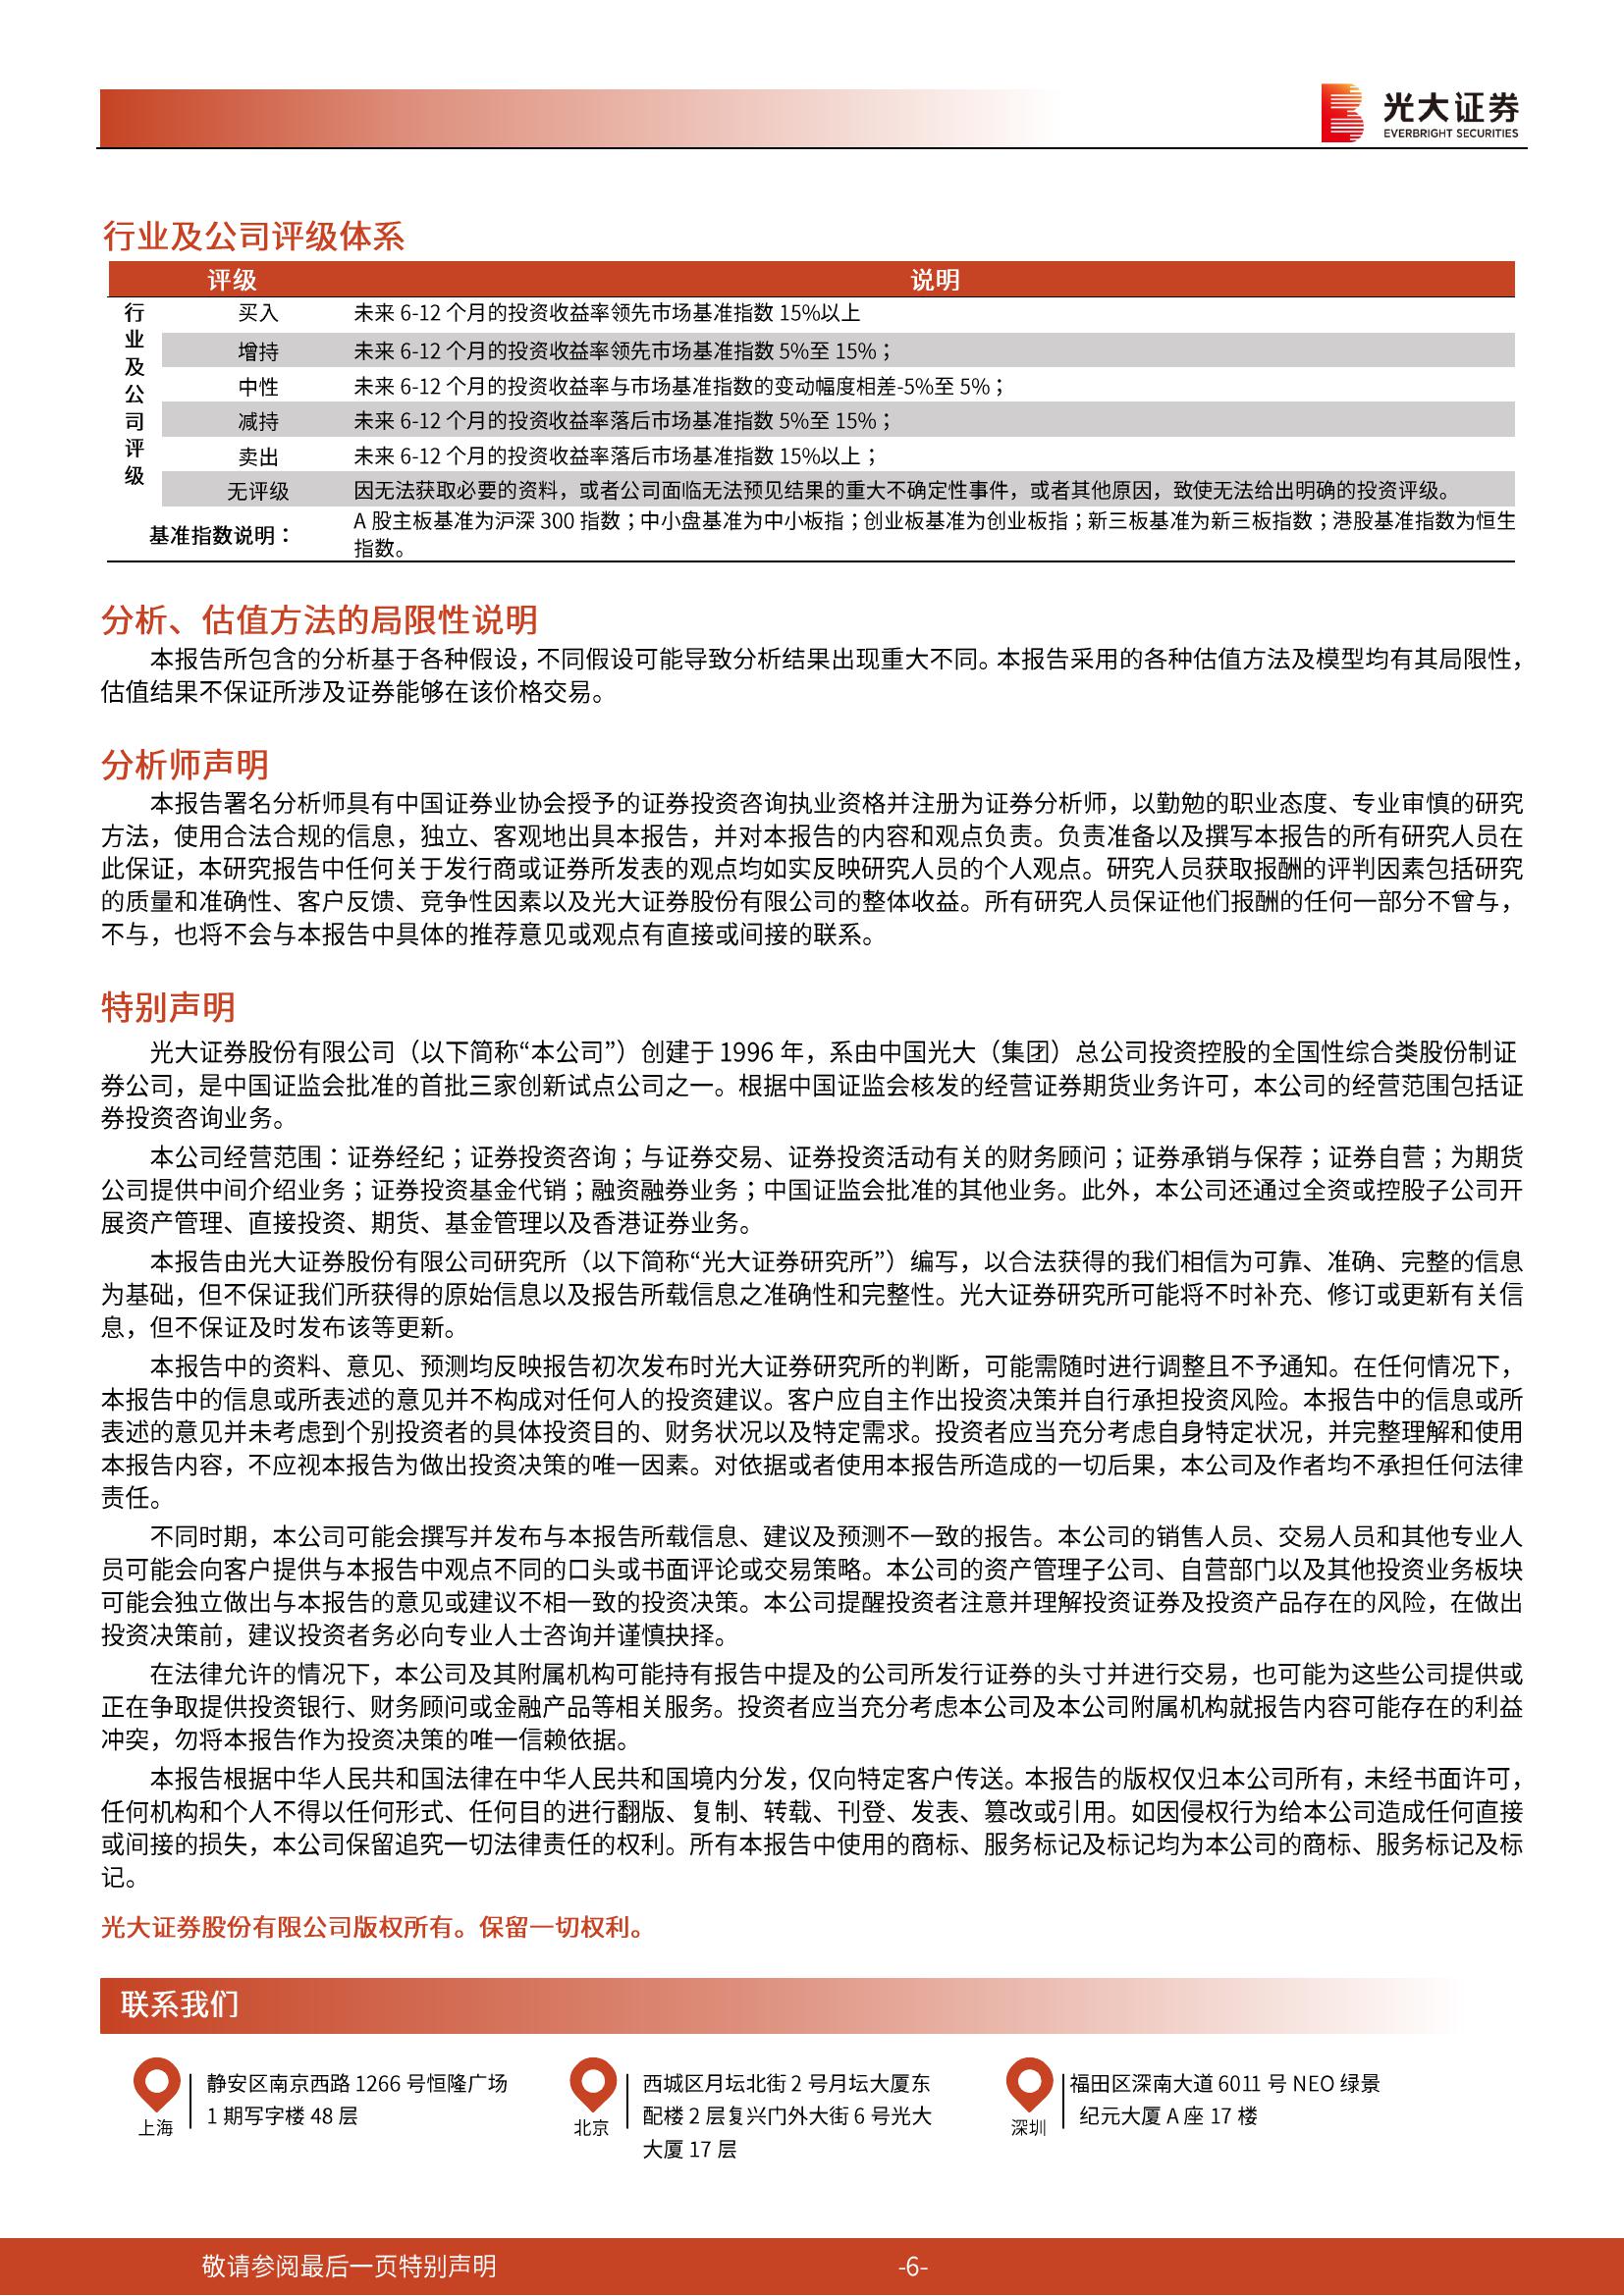 光大证券
EVERBRIGHT SECURITIES
行业及公司评级体系
评级 说明
行业及公司评级
买入 未来 6-12 个月的投资收益率领先市场基准指数 15%以上
增持 未来 6-12 个月的投资收益率领先市场基准指数 5%至 15%；
中性 未来 6-12 个月的投资收益率与市场基准指数的变动幅度相差-5%至 5%；
减持 未来 6-12 个月的投资收益率落后市场基准指数 5%至 15%；
卖出 未来 6-12 个月的投资收益率落后市场基准指数 15%以上；
无评级 因无法获取必要的资料，或者公司面临无法预见结果的重大不确定性事件，或者其他原因，致使无法给出明确的投资评级。
基准指数说明： A 股主板基准为沪深 300 指数；中小盘基准为中小板指；创业板基准为创业板指；新三板基准为新三板指数；港股基准指数为恒生
指数。
分析、估值方法的局限性说明
本报告所包含的分析基于各种假设，不同假设可能导致分析结果出现重大不同。本报告采用的各种估值方法及模型均有其局限性，
估值结果不保证所涉及证券能够在该价格交易。
分析师声明
本报告署名分析师具有中国证券业协会授予的证券投资咨询执业资格并注册为证券分析师，以勤勉的职业态度、专业审慎的研究
方法，使用合法合规的信息，独立、客观地出具本报告，并对本报告的内容和观点负责。负责准备以及撰写本报告的所有研究人员在
此保证，本研究报告中任何关于发行商或证券所发表的观点均如实反映研究人员的个人观点。研究人员获取报酬的评判因素包括研究
的质量和准确性、客户反馈、竞争性因素以及光大证券股份有限公司的整体收益。所有研究人员保证他们报酬的任何一部分不曾与，
不与，也将不会与本报告中具体的推荐意见或观点有直接或间接的联系。
特别声明
光大证券股份有限公司（以下简称“本公司”）创建于 1996 年，系由中国光大（集团）总公司投资控股的全国性综合类股份制证
券公司，是中国证监会批准的首批三家创新试点公司之一。根据中国证监会核发的经营证券期货业务许可，本公司的经营范围包括证
券投资咨询业务。
本公司经营范围：证券经纪；证券投资咨询；与证券交易、证券投资活动有关的财务顾问；证券承销与保荐；证券自营；为期货
公司提供中间介绍业务；证券投资基金代销；融资融券业务；中国证监会批准的其他业务。此外，本公司还通过全资或控股子公司开
展资产管理、直接投资、期货、基金管理以及香港证券业务。
本报告由光大证券股份有限公司研究所（以下简称“光大证券研究所”）编写，以合法获得的我们相信为可靠、准确、完整的信息
为基础，但不保证我们所获得的原始信息以及报告所载信息之准确性和完整性。光大证券研究所可能将不时补充、修订或更新有关信
息，但不保证及时发布该等更新。
本报告中的资料、意见、预测均反映报告初次发布时光大证券研究所的判断，可能需随时进行调整且不予通知。在任何情况下，
本报告中的信息或所表述的意见并不构成对任何人的投资建议。客户应自主作出投资决策并自行承担投资风险。本报告中的信息或所
表述的意见并未考虑到个别投资者的具体投资目的、财务状况以及特定需求。投资者应当充分考虑自身特定状况，并完整理解和使用
本报告内容，不应视本报告为做出投资决策的唯一因素。对依据或者使用本报告所造成的一切后果，本公司及作者均不承担任何法律
责任。
不同时期，本公司可能会撰写并发布与本报告所载信息、建议及预测不一致的报告。本公司的销售人员、交易人员和其他专业人
员可能会向客户提供与本报告中观点不同的口头或书面评论或交易策略。本公司的资产管理子公司、自营部门以及其他投资业务板块
可能会独立做出与本报告的意见或建议不相一致的投资决策。本公司提醒投资者注意并理解投资证券及投资产品存在的风险，在做出
投资决策前，建议投资者务必向专业人士咨询并谨慎抉择。
在法律允许的情况下，本公司及其附属机构可能持有报告中提及的公司所发行证券的头寸并进行交易，也可能为这些公司提供或
正在争取提供投资银行、财务顾问或金融产品等相关服务。投资者应当充分考虑本公司及本公司附属机构就报告内容可能存在的利益
冲突，勿将本报告作为投资决策的唯一信赖依据。
本报告根据中华人民共和国法律在中华人民共和国境内分发，仅向特定客户传送。本报告的版权仅归本公司所有，未经书面许可，
任何机构和个人不得以任何形式、任何目的进行翻版、复制、转载、刊登、发表、篡改或引用。如因侵权行为给本公司造成任何直接
或间接的损失，本公司保留追究一切法律责任的权利。所有本报告中使用的商标、服务标记及标记均为本公司的商标、服务标记及标
记。
光大证券股份有限公司版权所有。保留一切权利。
联系我们
上海
静安区南京西路 1266 号恒隆广场
1 期写字楼 48 层
北京
西城区月坛北街 2 号月坛大厦东
配楼 2 层复兴门外大街 6 号光大
大厦 17 层
深圳
福田区深南大道 6011 号 NEO 绿景
纪元大厦 A 座 17 楼
敬请参阅最后一页特别声明 -6-